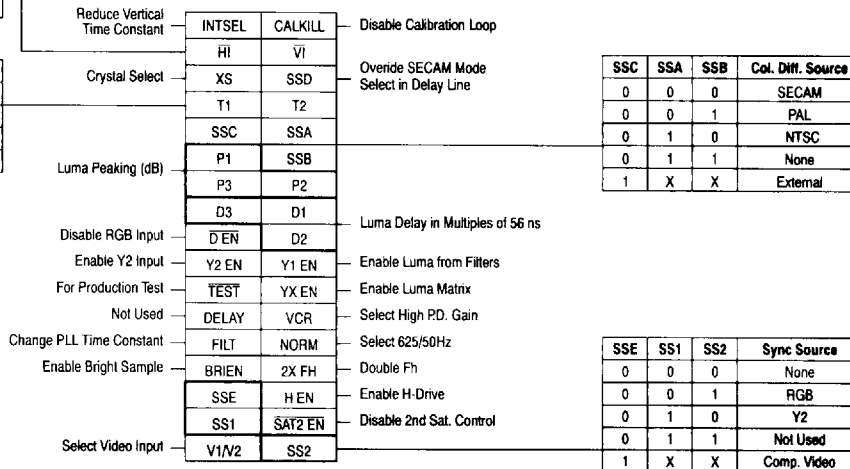 Reduce Vertical
Time Constant
INTSEL CALKILL Disable Calibration Loop
HI VI
Crystal Select XS SSD Overide SECAM Mode
Select in Delay Line
T1 T2
SSC SSA
P1 SSB
Luma Peaking (dB)
P3 P2
D3 D1
Luma Delay in Multiples of 56 ns
Disable RGB Input D EN D2
Enable Y2 Input Y2 EN Y1 EN Enable Luma from Filters
For Production Test TEST YX EN Enable Luma Matrix
Not Used DELAY VCR Select High P.D. Gain
Change PLL Time Constant FILT NORM Select 625/50Hz
Enable Bright Sample BRIEN 2X FH Double Fh
SSE H EN Enable H-Drive
SS1 SAT2 EN Disable 2nd Sat. Control
Select Video Input V1/V2 SS2
SSC SSA SSB Col. Diff. Source
0 0 0 SECAM
0 0 1 PAL
0 1 0 NTSC
0 1 1 None
1 X X External
SSE SS1 SS2 Sync Source
0 0 0 None
0 0 1 RGB
0 1 0 Y2
0 1 1 Not Used
1 X X Comp. Video